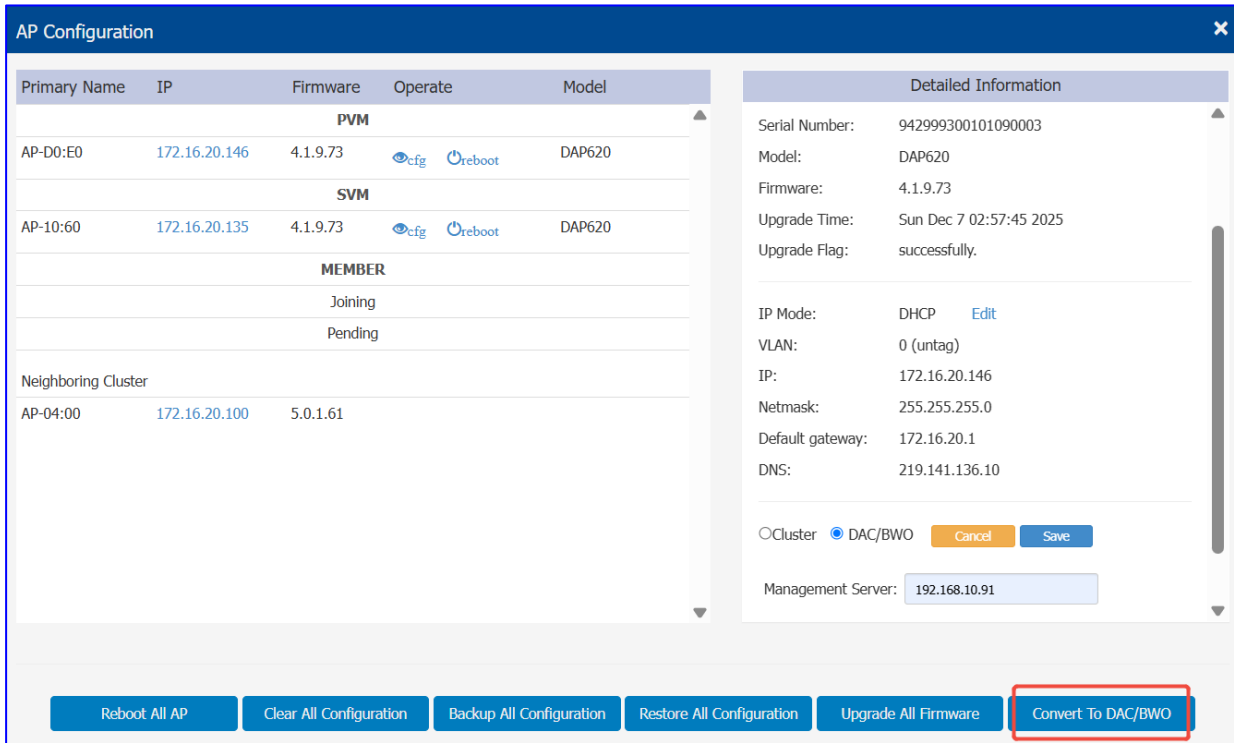 AP Configuration
Primary Name IP Firmware Operate Model
PVM
AP-D0:E0 172.16.20.146 4.1.9.73 cfg reboot DAP620
SVM
AP-10:60 172.16.20.135 4.1.9.73 cfg reboot DAP620
MEMBER
Joining
Pending
Neighboring Cluster
AP-04:00 172.16.20.100 5.0.1.61
Detailed Information
Serial Number: 942999300101090003
Model: DAP620
Firmware: 4.1.9.73
Upgrade Time: Sun Dec 7 02:57:45 2025
Upgrade Flag: successfully.
IP Mode: DHCP Edit
VLAN: 0 (untag)
IP: 172.16.20.146
Netmask: 255.255.255.0
Default gateway: 172.16.20.1
DNS: 219.141.136.10
Cluster DAC/BWO Cancel Save
Management Server: 192.168.10.91
Reboot All AP Clear All Configuration Backup All Configuration Restore All Configuration Upgrade All Firmware Convert To DAC/BWO